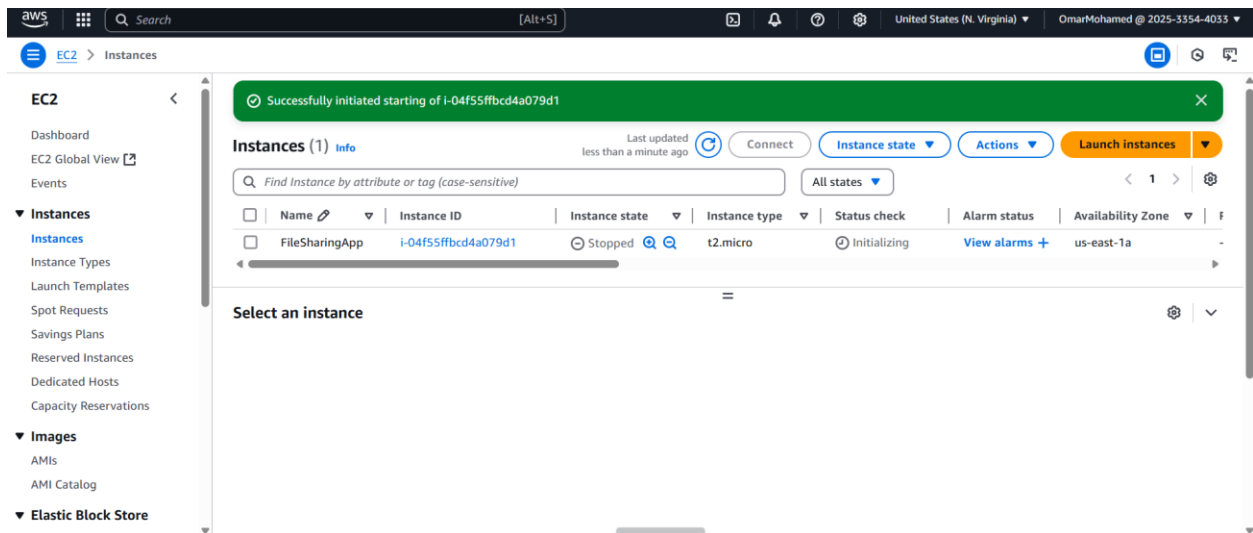 aws Search [Alt+S] United States (N. Virginia) OmarMohamed @ 2025-3354-4033
EC2 > Instances
EC2
Dashboard
EC2 Global View
Events
Instances
Instances
Instance Types
Launch Templates
Spot Requests
Savings Plans
Reserved Instances
Dedicated Hosts
Capacity Reservations
Images
AMIs
AMI Catalog
Elastic Block Store
Successfully initiated starting of i-04f55ffbcd4a079d1
Instances (1) Info
Last updated
less than a minute ago
Connect Instance state Actions Launch instances
Find Instance by attribute or tag (case-sensitive) All states 1
Name Instance ID Instance state Instance type Status check Alarm status Availability Zone
FileSharingApp i-04f55ffbcd4a079d1 Stopped t2.micro Initializing View alarms + us-east-1a -
Select an instance